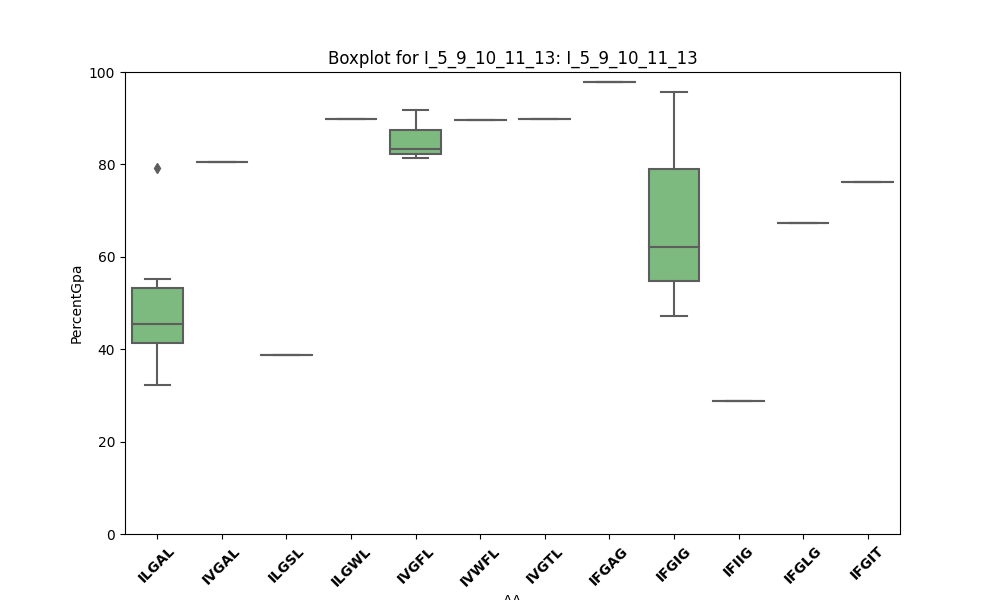 Boxplot for I_5_9_10_11_13: I_5_9_10_11_13
100
80
60
40
20
0
PercentGpa
ILGAL
IVGAL
ILGSL
ILGWL
IVGFL
IVWFL
IVGTL
IFGAG
IFGIG
IFIIG
IFGLG
IFGIT
AA